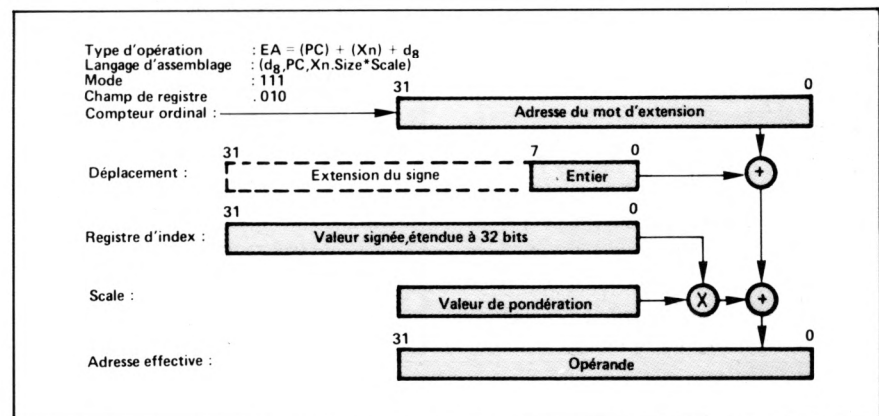 Type d'opération : EA = (PC) + (Xn) + d8
Langage d'assemblage : (d8,PC,Xn.Size*Scale)
Mode : 111
Champ de registre .010
Compteur ordinal :
31 0
Adresse du mot d'extension
31 7 0
Déplacement : Extension du signe . Entier +
31 0
Registre d'index : Valeur signée,étendue à 32 bits
Scale : Valeur de pondération X +
31 0
Adresse effective : Opérande